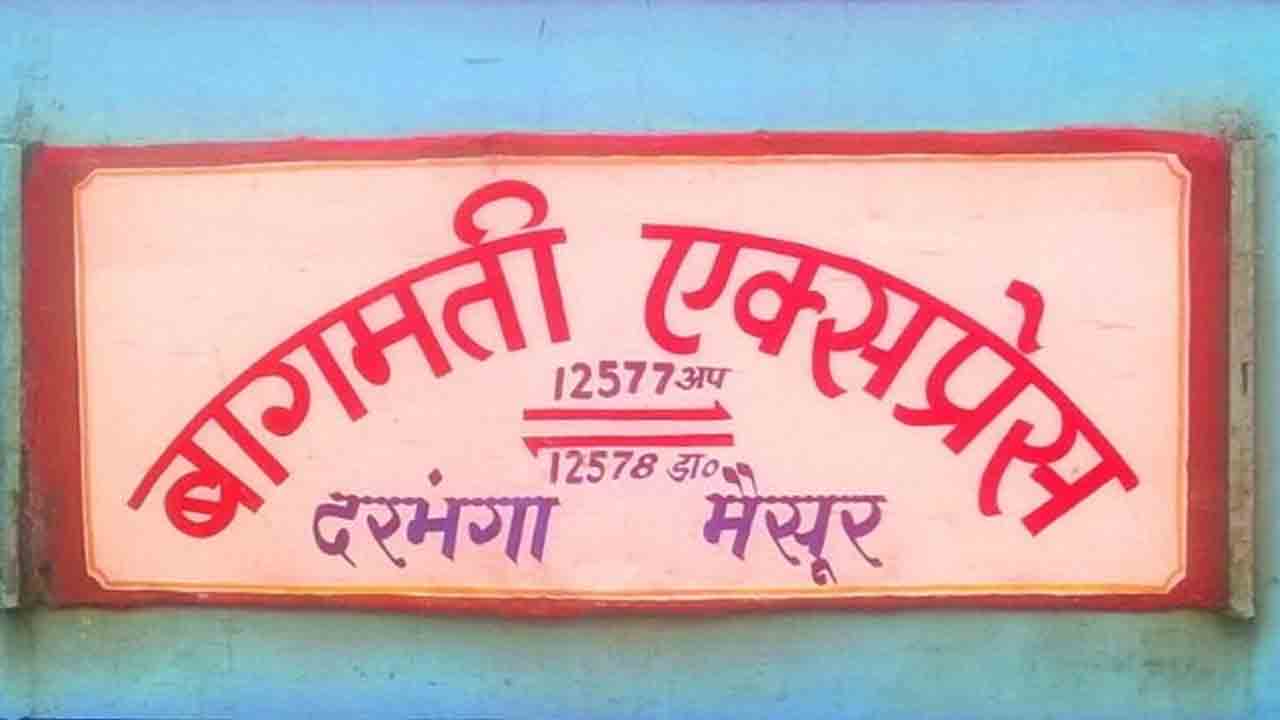 बागमती एक्सप्रेस
12577 अप
12578 डा०
दरभंगा मैसूर